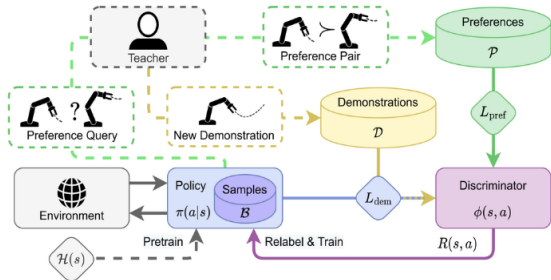 Teacher
≻
Preference Pair
Preferences
𝒫
?
Preference Query
New Demonstration
Demonstrations
𝒟
L_pref
Environment
Policy
π(a|s)
Samples
ℬ
L_dem
Discriminator
ϕ(s, a)
ℋ(s)
Pretrain
Relabel & Train
R(s, a)